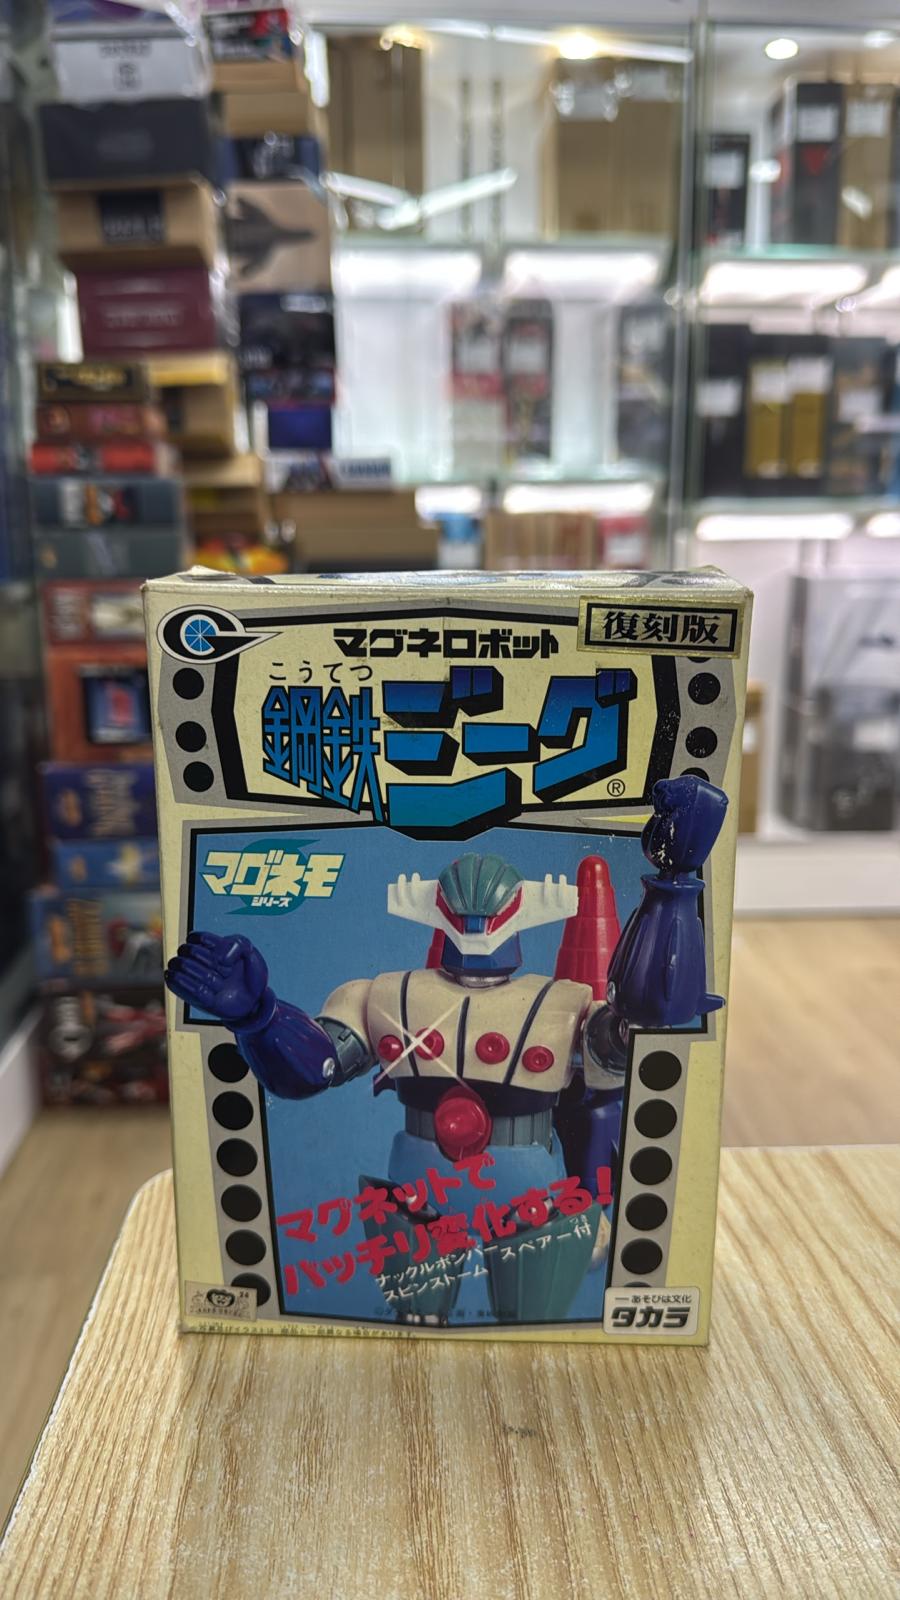 復刻版
マグネロボット
こうてつ
鋼鉄ジーグ
®
マグネモ
シリーズ
マグネットで
バッチリ変化する!
ナックルボンバー スペアー付
スピンストーム
あそびは文化
タカラ